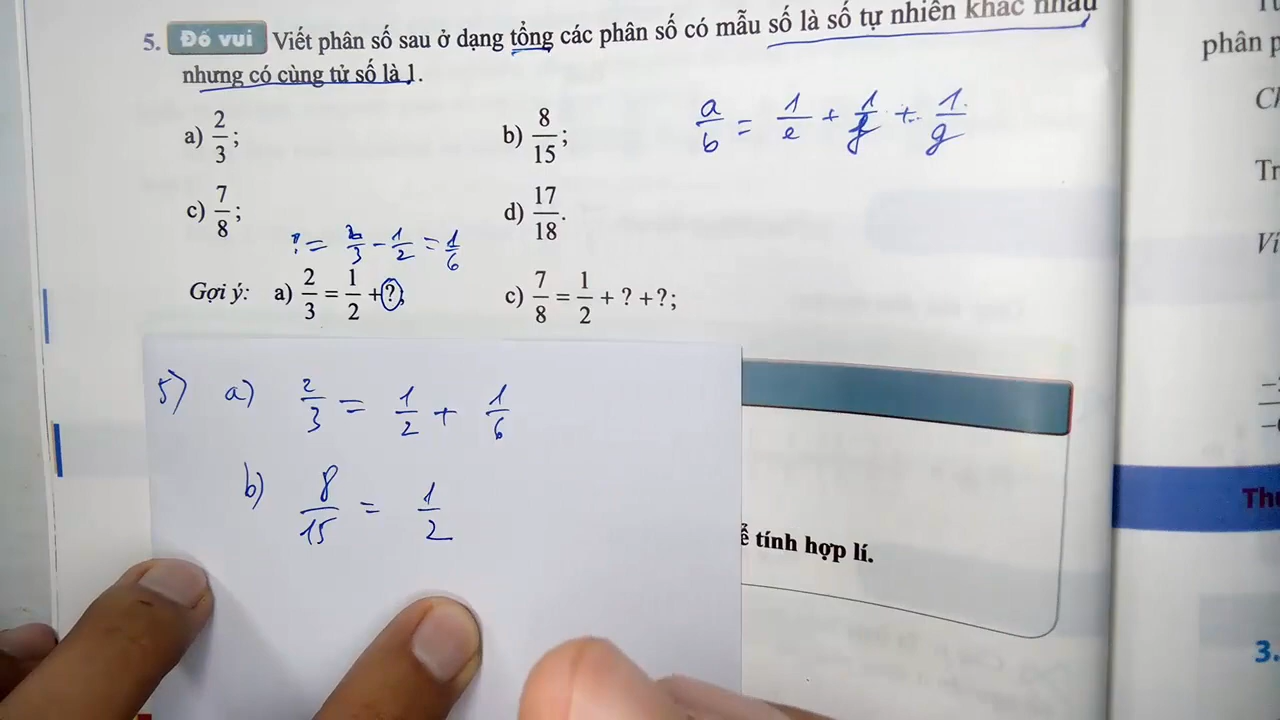 5. Đố vui Viết phân số sau ở dạng tổng các phân số có mẫu số là số tự nhiên khác nhau
nhưng có cùng tử số là 1.
a) 2/3;
b) 8/15;
a/b = 1/e + 1/f + 1/g
c) 7/8;
d) 17/18.
? = 2/3 - 1/2 = 1/6
Gợi ý: a) 2/3 = 1/2 + ?;
c) 7/8 = 1/2 + ? + ?;
5) a) 2/3 = 1/2 + 1/6
b) 8/15 = 1/2
tính hợp lí.
phân
3.